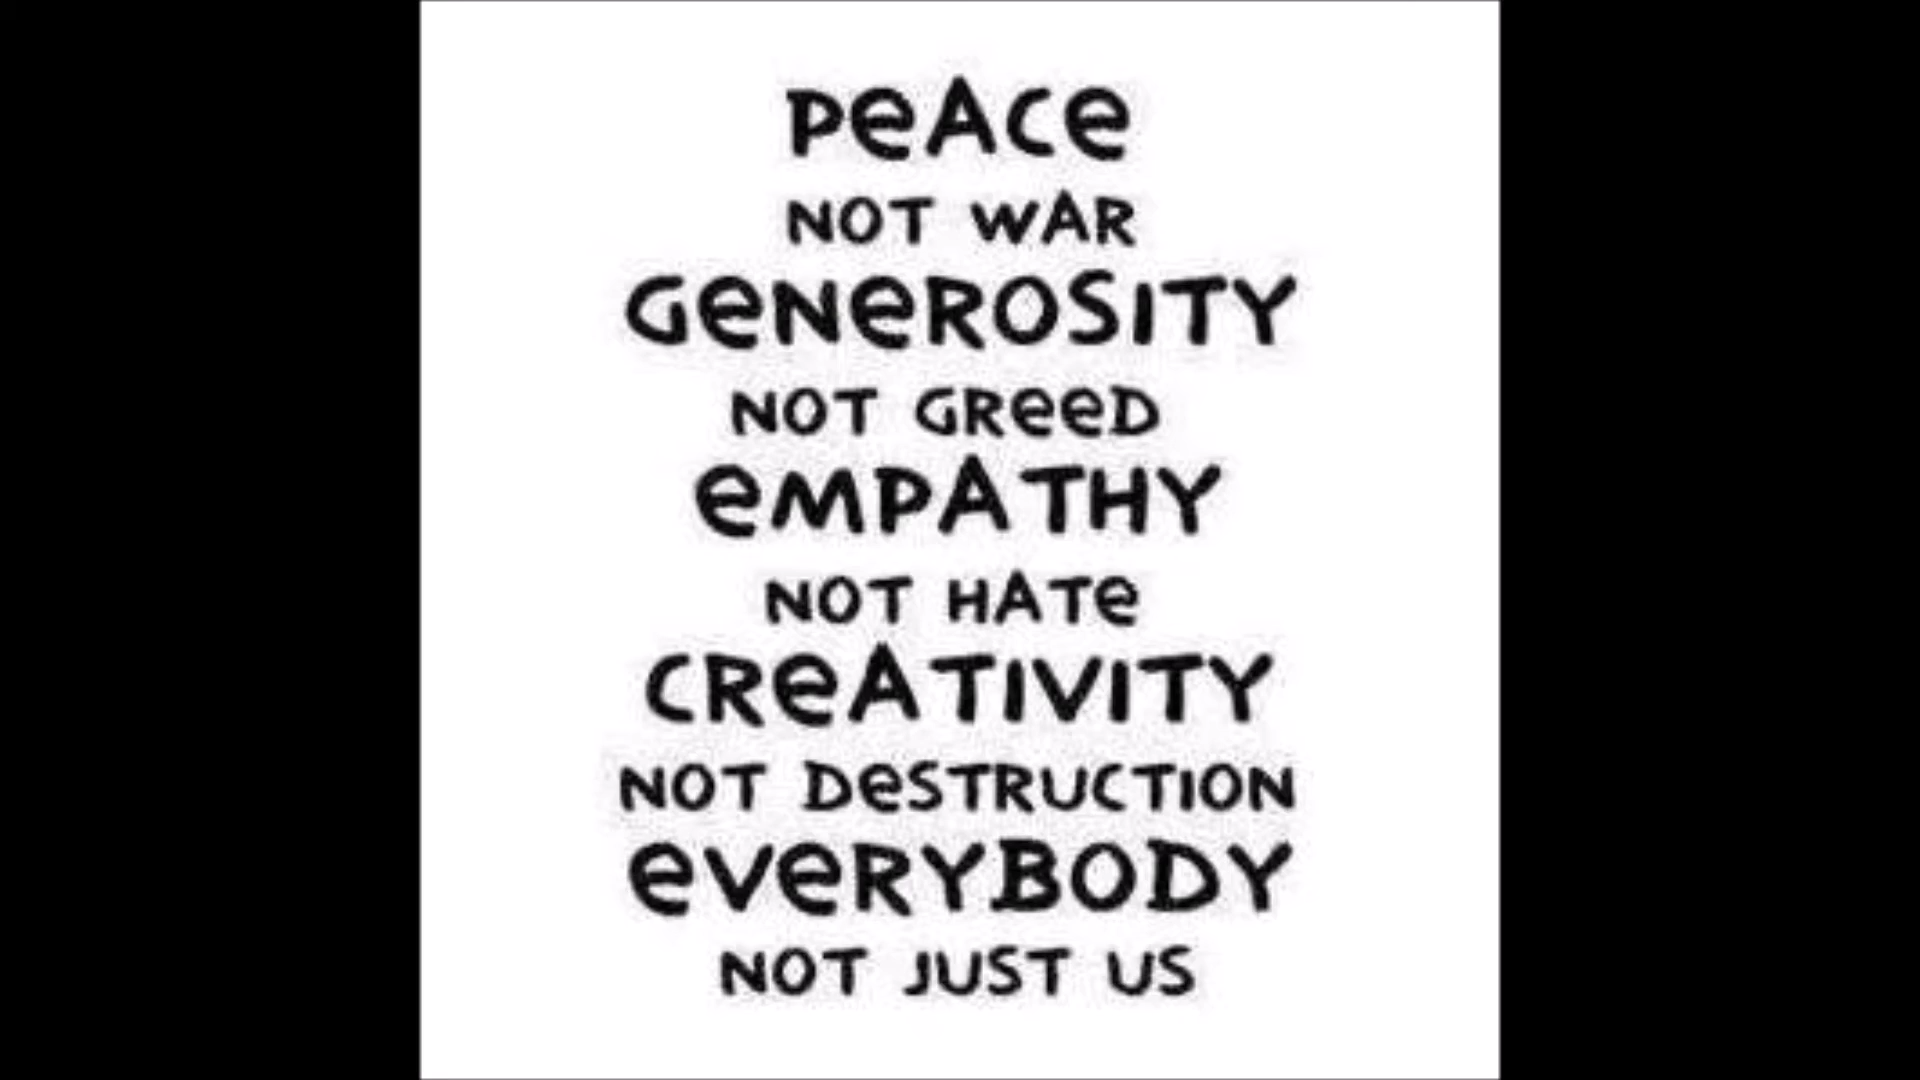 PeACe
NOT WAR
GeNeROSITY
NOT GReeD
eMPATHY
NOT HATe
CReATIVITY
NOT DeSTRUCTION
eVeRYBODY
NOT JUST US